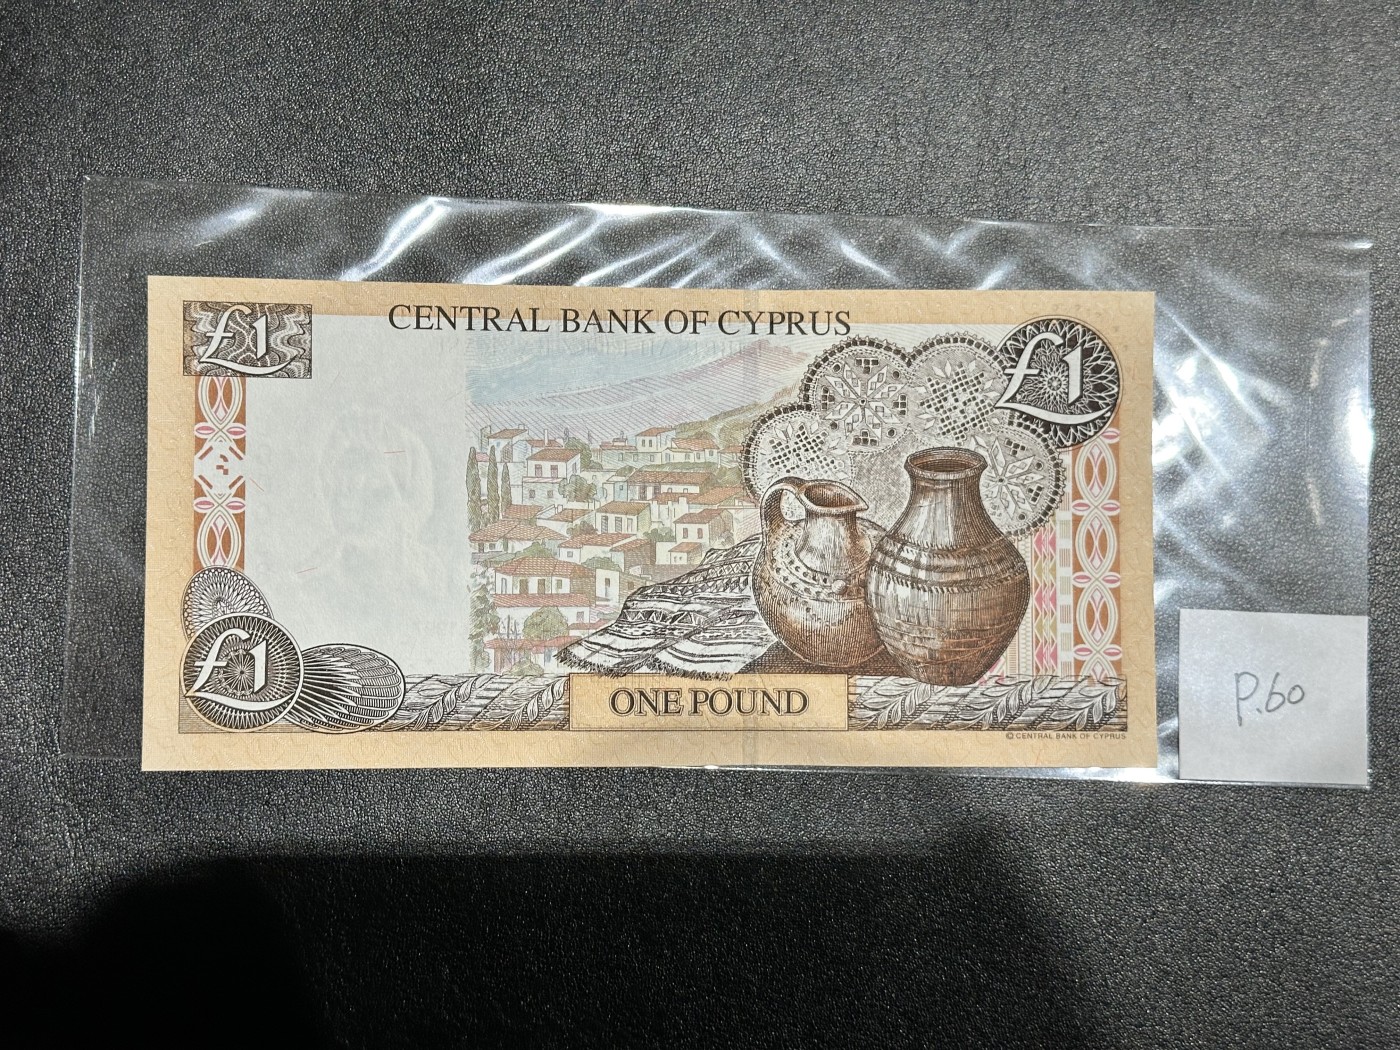 £1
CENTRAL BANK OF CYPRUS
£1
£1
ONE POUND
© CENTRAL BANK OF CYPRUS
P.60